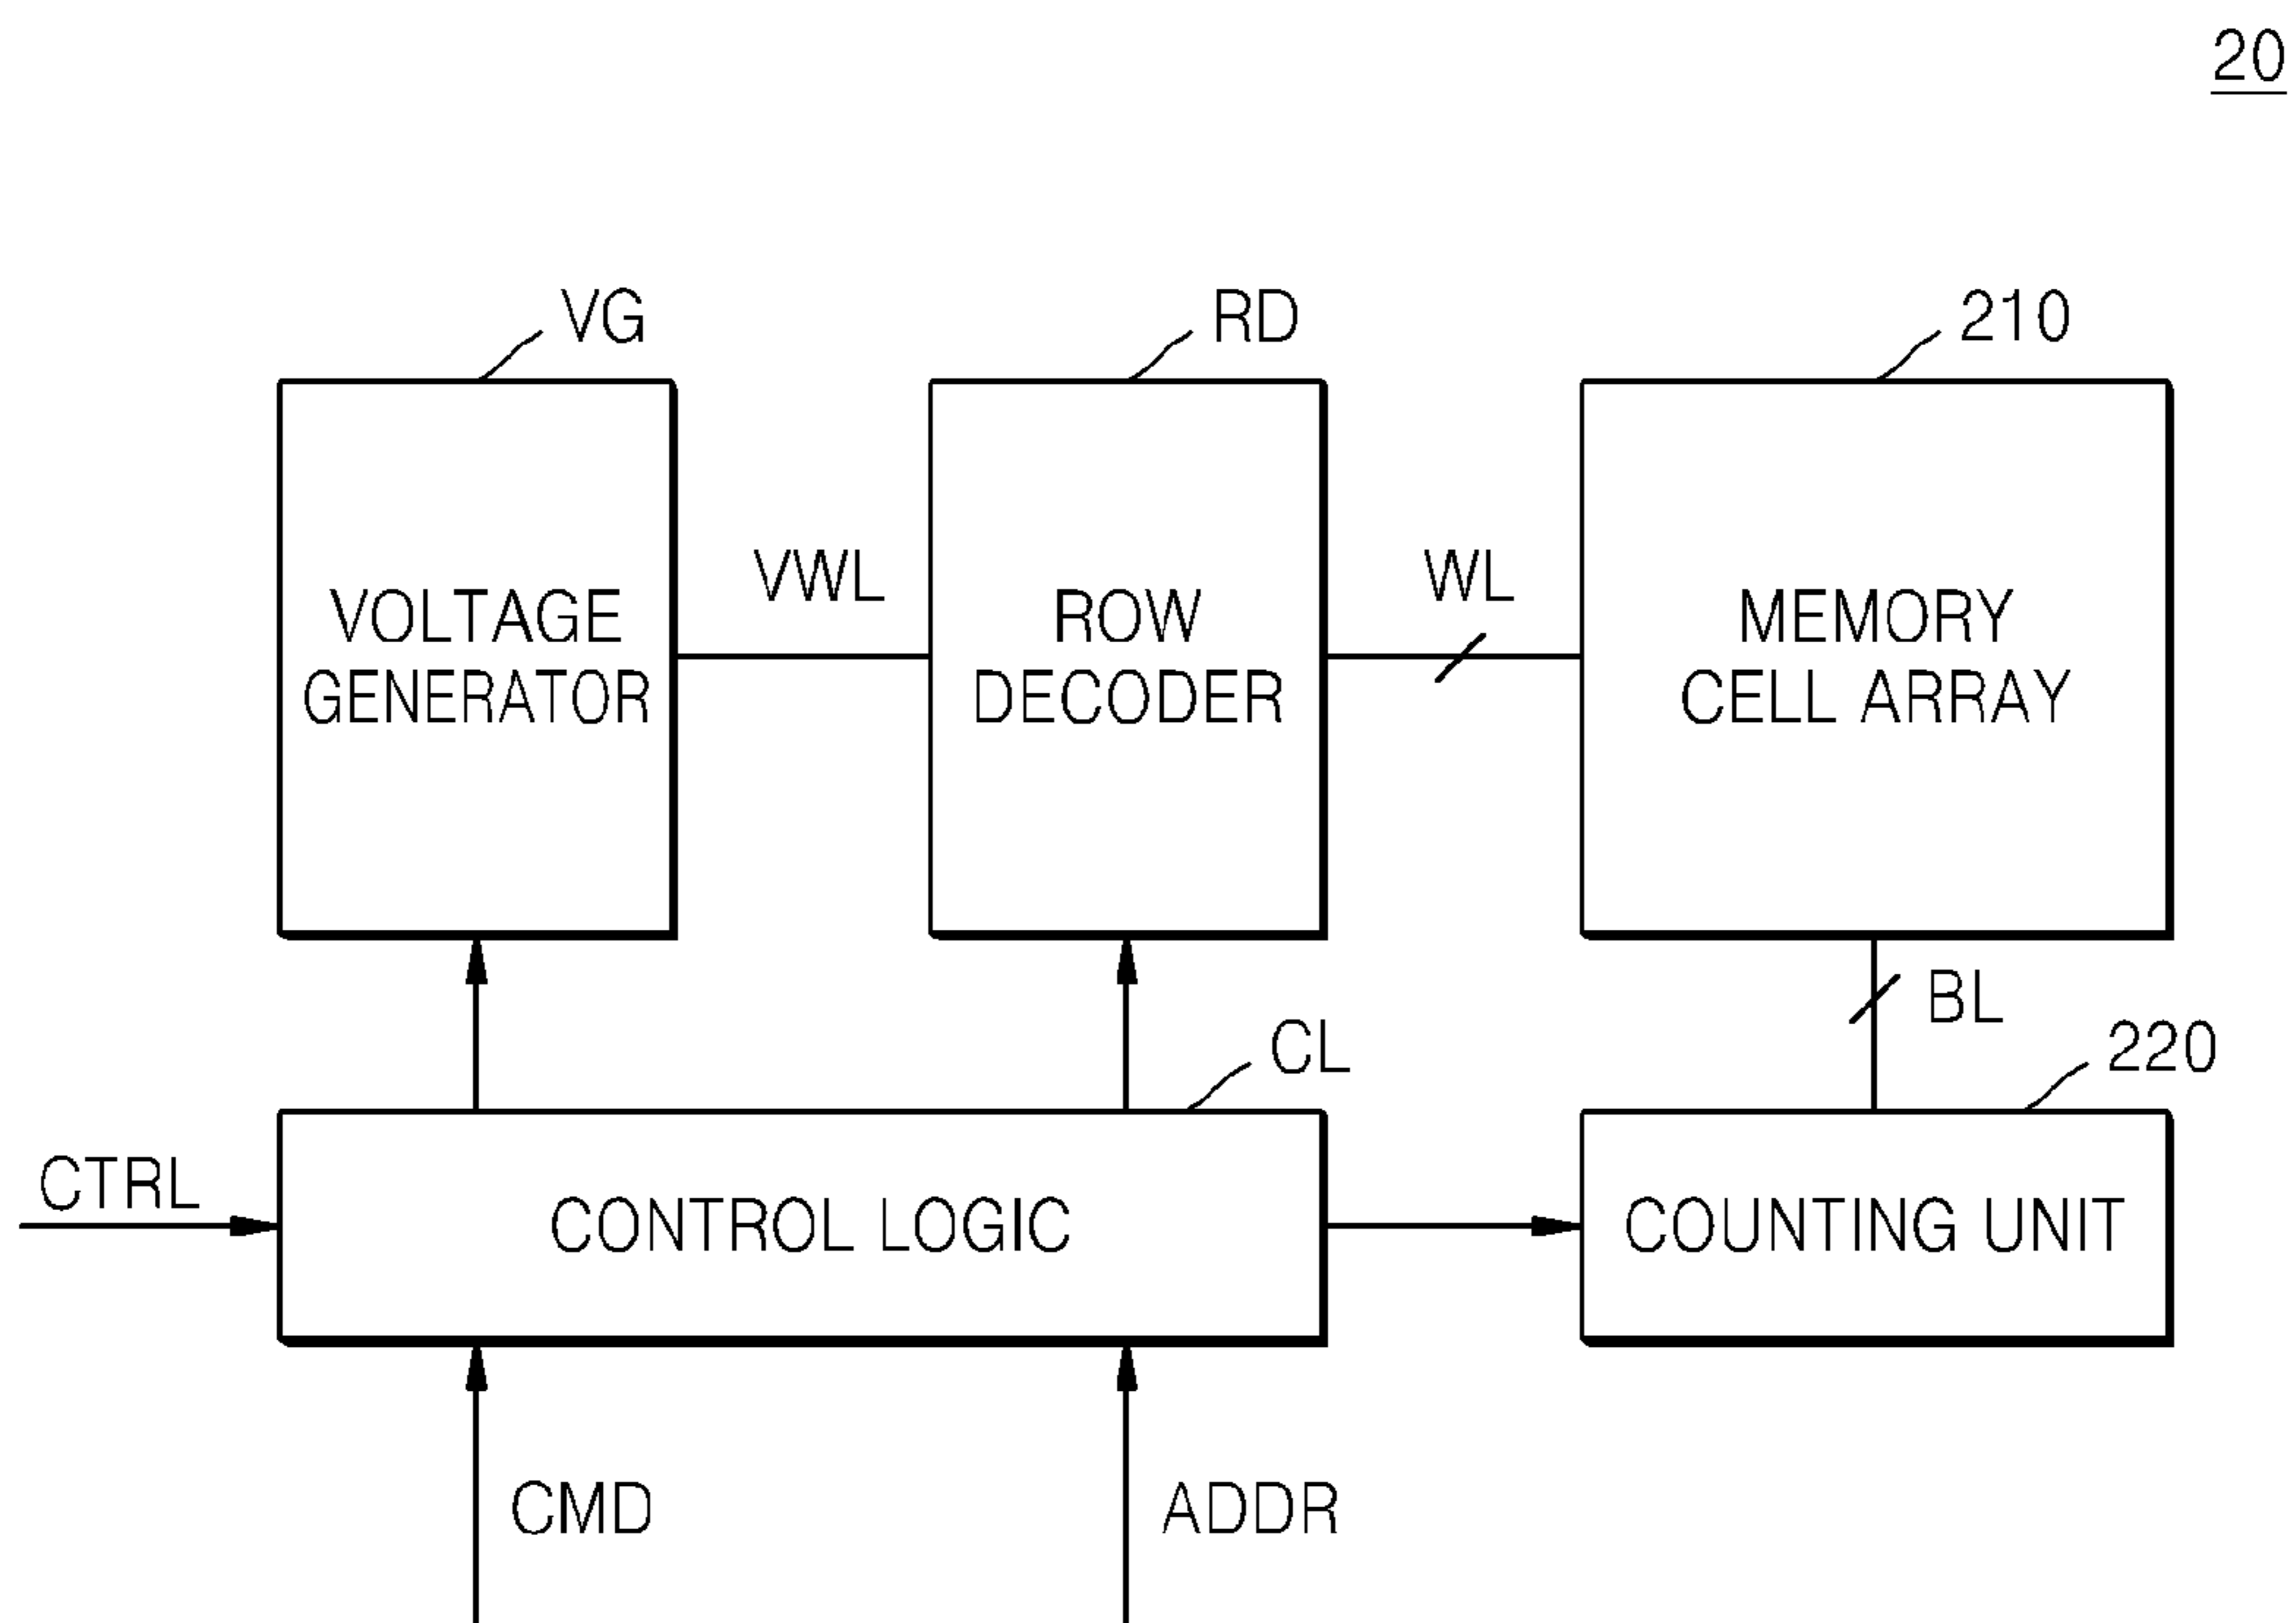 20
VG
RD
210
VOLTAGE
GENERATOR
VWL
ROW
DECODER
WL
MEMORY
CELL ARRAY
BL
CL
220
CTRL
CONTROL LOGIC
COUNTING UNIT
CMD
ADDR